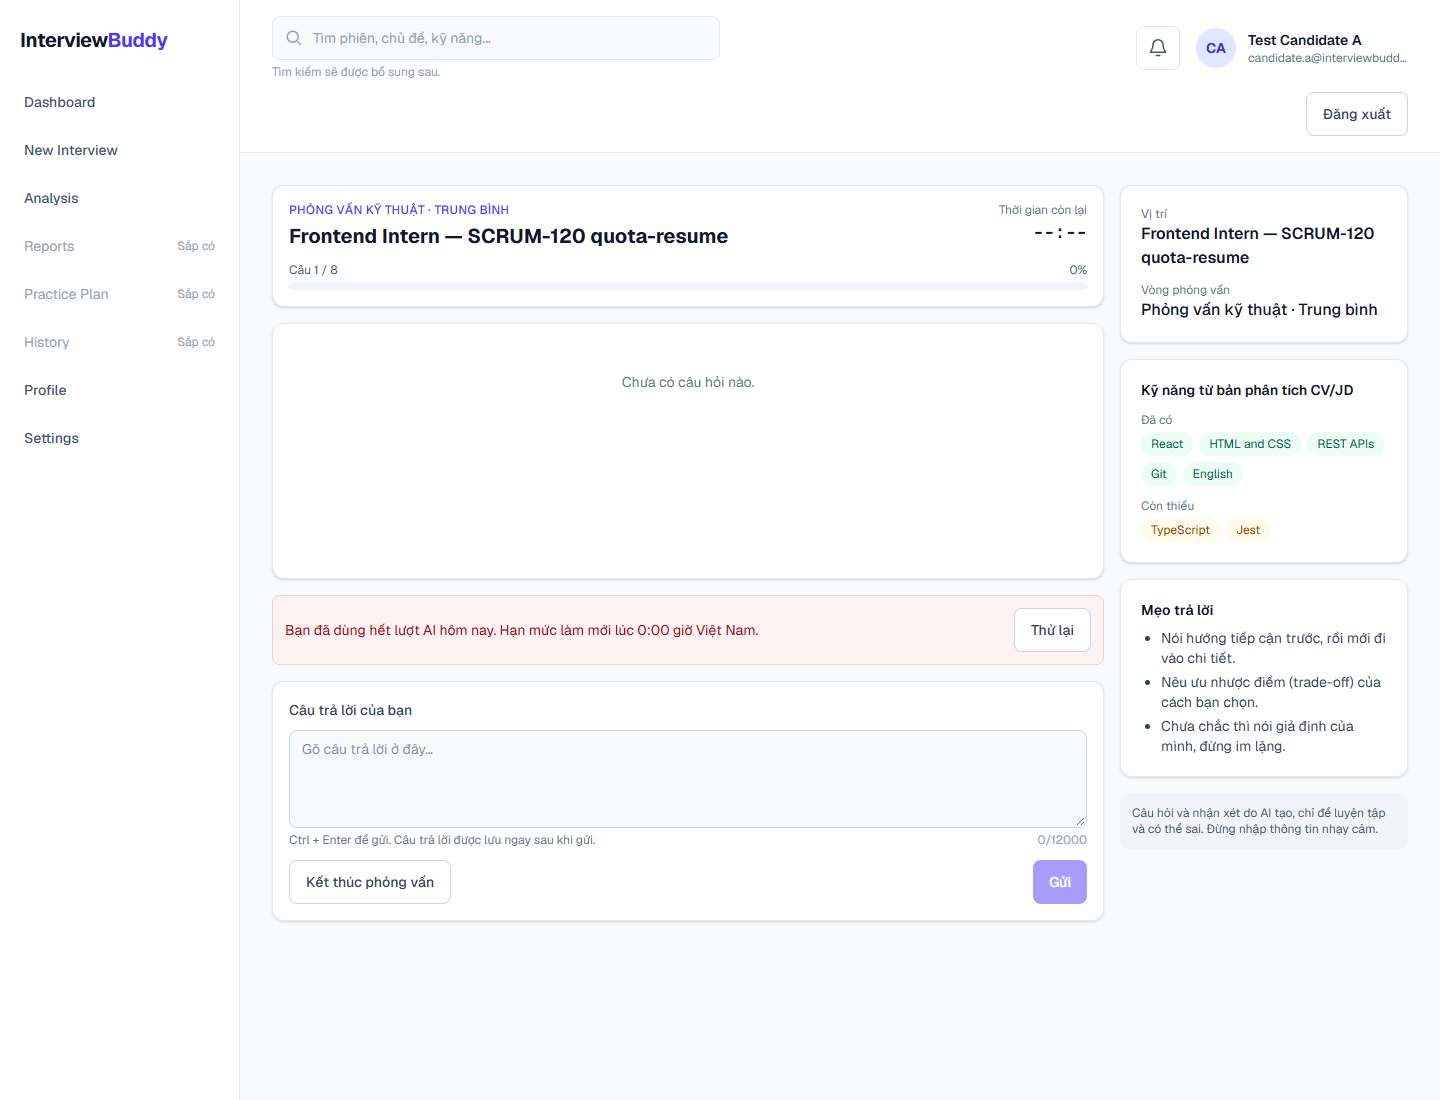 InterviewBuddy
Dashboard
New Interview
Analysis
Reports Sắp có
Practice Plan Sắp có
History Sắp có
Profile
Settings
Tìm phiên, chủ đề, kỹ năng...
Tìm kiếm sẽ được bổ sung sau.
CA
Test Candidate A
candidate.a@interviewbudd...
Đăng xuất
PHỎNG VẤN KỸ THUẬT · TRUNG BÌNH
Frontend Intern — SCRUM-120 quota-resume
Thời gian còn lại
--:--
Câu 1 / 8
0%
Chưa có câu hỏi nào.
Bạn đã dùng hết lượt AI hôm nay. Hạn mức làm mới lúc 0:00 giờ Việt Nam.
Thử lại
Câu trả lời của bạn
Gõ câu trả lời ở đây...
Ctrl + Enter để gửi. Câu trả lời được lưu ngay sau khi gửi.
0/12000
Kết thúc phỏng vấn
Gửi
Vị trí
Frontend Intern — SCRUM-120
quota-resume
Vòng phỏng vấn
Phỏng vấn kỹ thuật · Trung bình
Kỹ năng từ bản phân tích CV/JD
Đã có
React HTML and CSS REST APIs
Git English
Còn thiếu
TypeScript Jest
Mẹo trả lời
Nói hướng tiếp cận trước, rồi mới đi
vào chi tiết.
Nêu ưu nhược điểm (trade-off) của
cách bạn chọn.
Chưa chắc thì nói giả định của
mình, đừng im lặng.
Câu hỏi và nhận xét do AI tạo, chỉ để luyện tập
và có thể sai. Đừng nhập thông tin nhạy cảm.